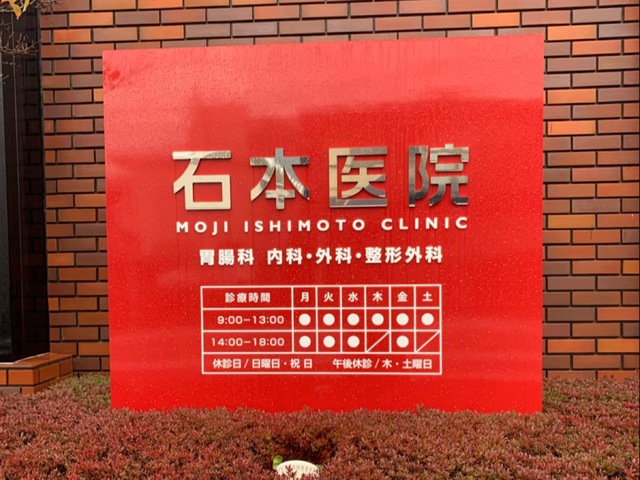 石本医院
MOJI ISHIMOTO CLINIC
胃腸科 内科・外科・整形外科
診療時間 月 火 水 木 金 土
9:00−13:00 ● ● ● ● ● ●
14:00−18:00 ● ● ● ／ ● ／
休診日/日曜日・祝日 午後休診/木・土曜日